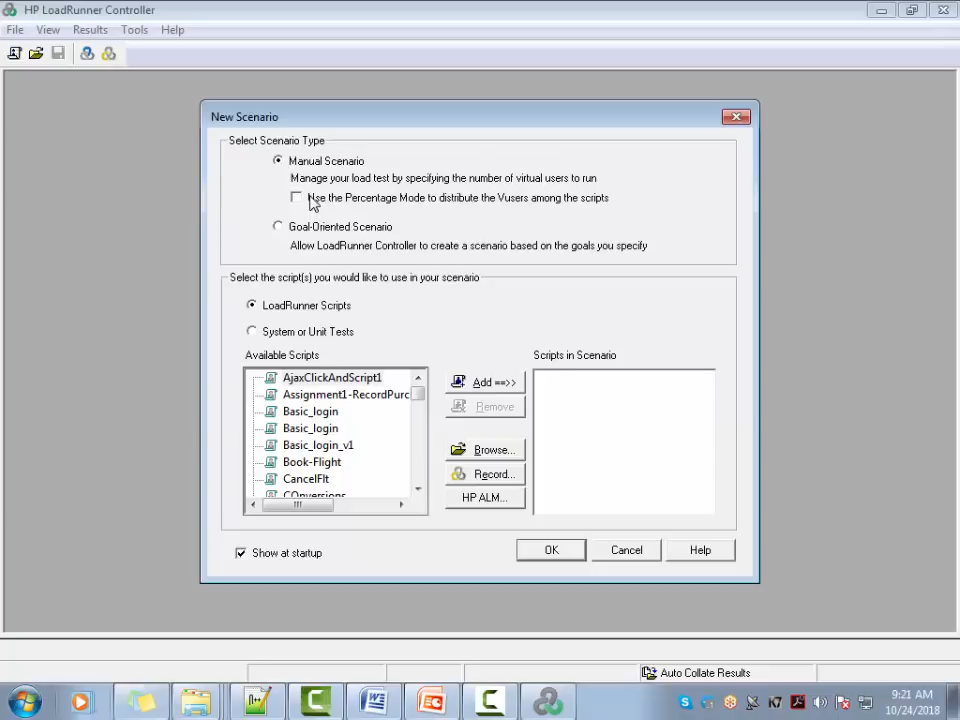 HP LoadRunner Controller
File View Results Tools Help
New Scenario
Select Scenario Type
Manual Scenario
Manage your load test by specifying the number of virtual users to run
Use the Percentage Mode to distribute the Vusers among the scripts
Goal-Oriented Scenario
Allow LoadRunner Controller to create a scenario based on the goals you specify
Select the script(s) you would like to use in your scenario
LoadRunner Scripts
System or Unit Tests
Available Scripts
Scripts in Scenario
AjaxClickAndScript1
Assignment1-RecordPurc
Basic_login
Basic_login
Basic_login_v1
Book-Flight
CancelFlt
COnversions
Add ==>>
Remove
Browse...
Record...
HP ALM...
Show at startup
OK
Cancel
Help
Auto Collate Results
9:21 AM
10/24/2018